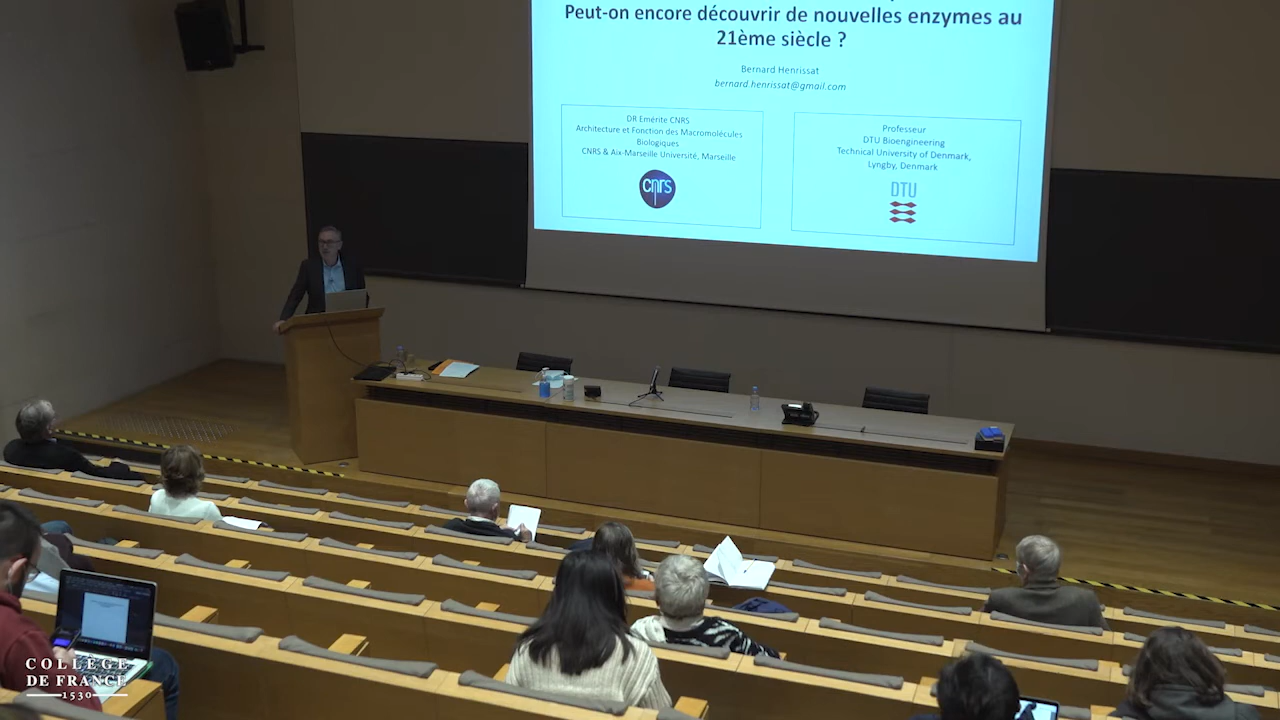 Peut-on encore découvrir de nouvelles enzymes au
21ème siècle ?
Bernard Henrissat
bernard.henrissat@gmail.com
DR Emérite CNRS
Architecture et Fonction des Macromolécules
Biologiques
CNRS & Aix-Marseille Université, Marseille
cnrs
Professeur
DTU Bioengineering
Technical University of Denmark,
Lyngby, Denmark
DTU
COLLÈGE
DE FRANCE
1530